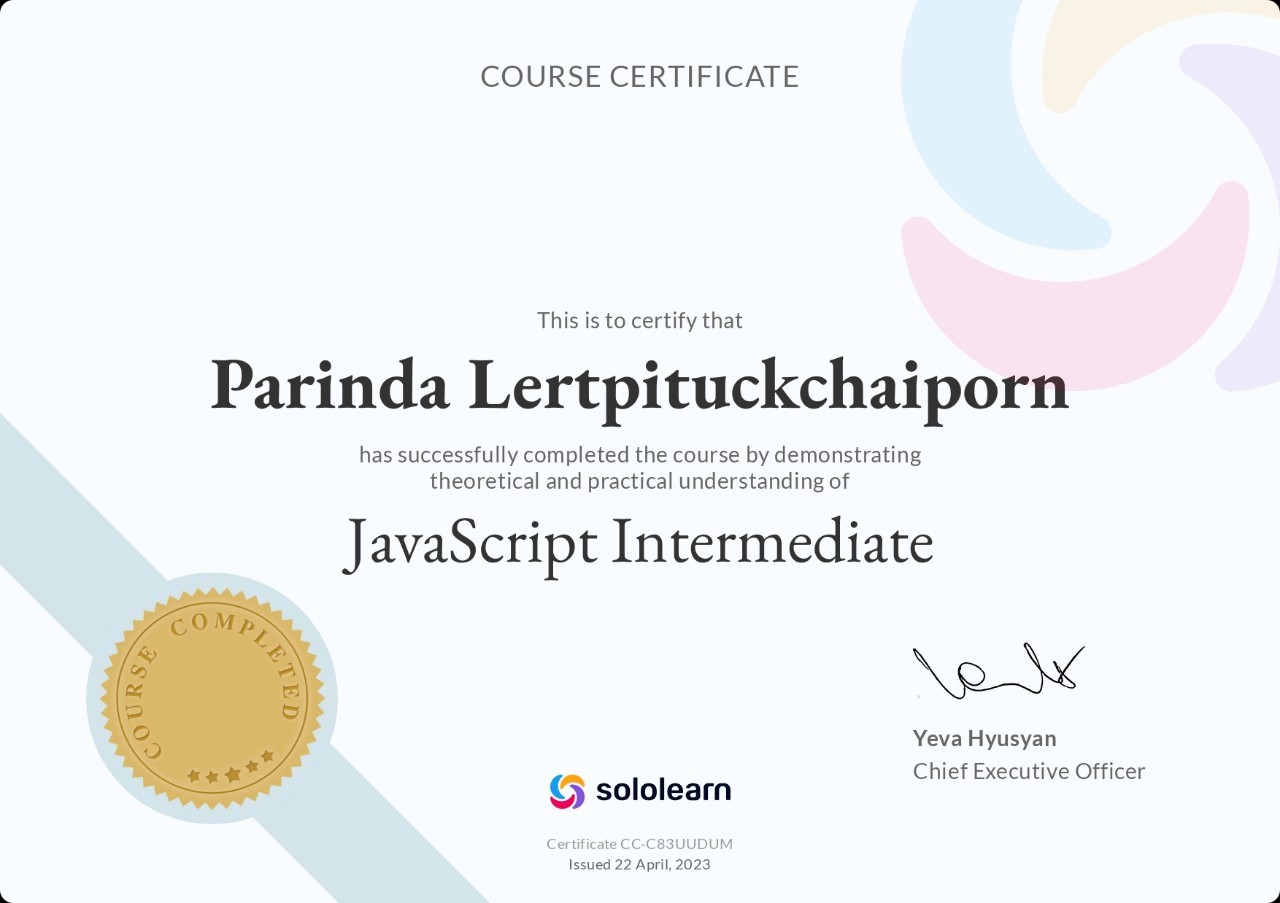 COURSE CERTIFICATE
This is to certify that
Parinda Lertpituckchaiporn
has successfully completed the course by demonstrating
theoretical and practical understanding of
JavaScript Intermediate
COURSE COMPLETED
Yeva Hyusyan
Chief Executive Officer
sololearn
Certificate CC-C83UUDUM
Issued 22 April, 2023